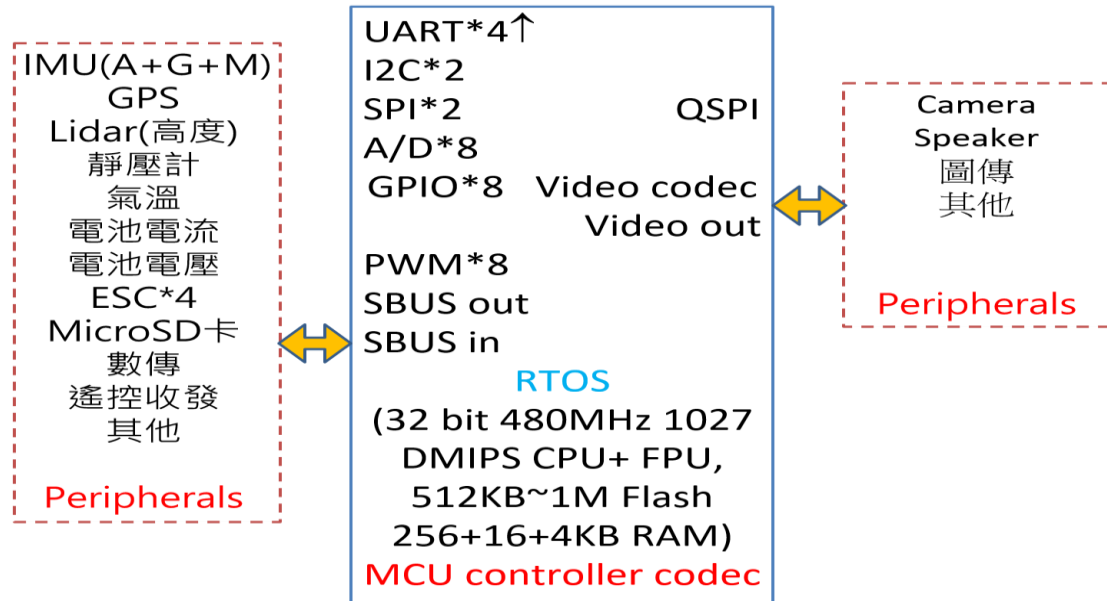 IMU(A+G+M)
GPS
Lidar(高度)
靜壓計
氣溫
電池電流
電池電壓
ESC*4
MicroSD卡
數傳
遙控收發
其他
Peripherals
UART*4↑
I2C*2
SPI*2 QSPI
A/D*8
GPIO*8 Video codec
Video out
PWM*8
SBUS out
SBUS in
RTOS
(32 bit 480MHz 1027
DMIPS CPU+ FPU,
512KB~1M Flash
256+16+4KB RAM)
MCU controller codec
Camera
Speaker
圖傳
其他
Peripherals